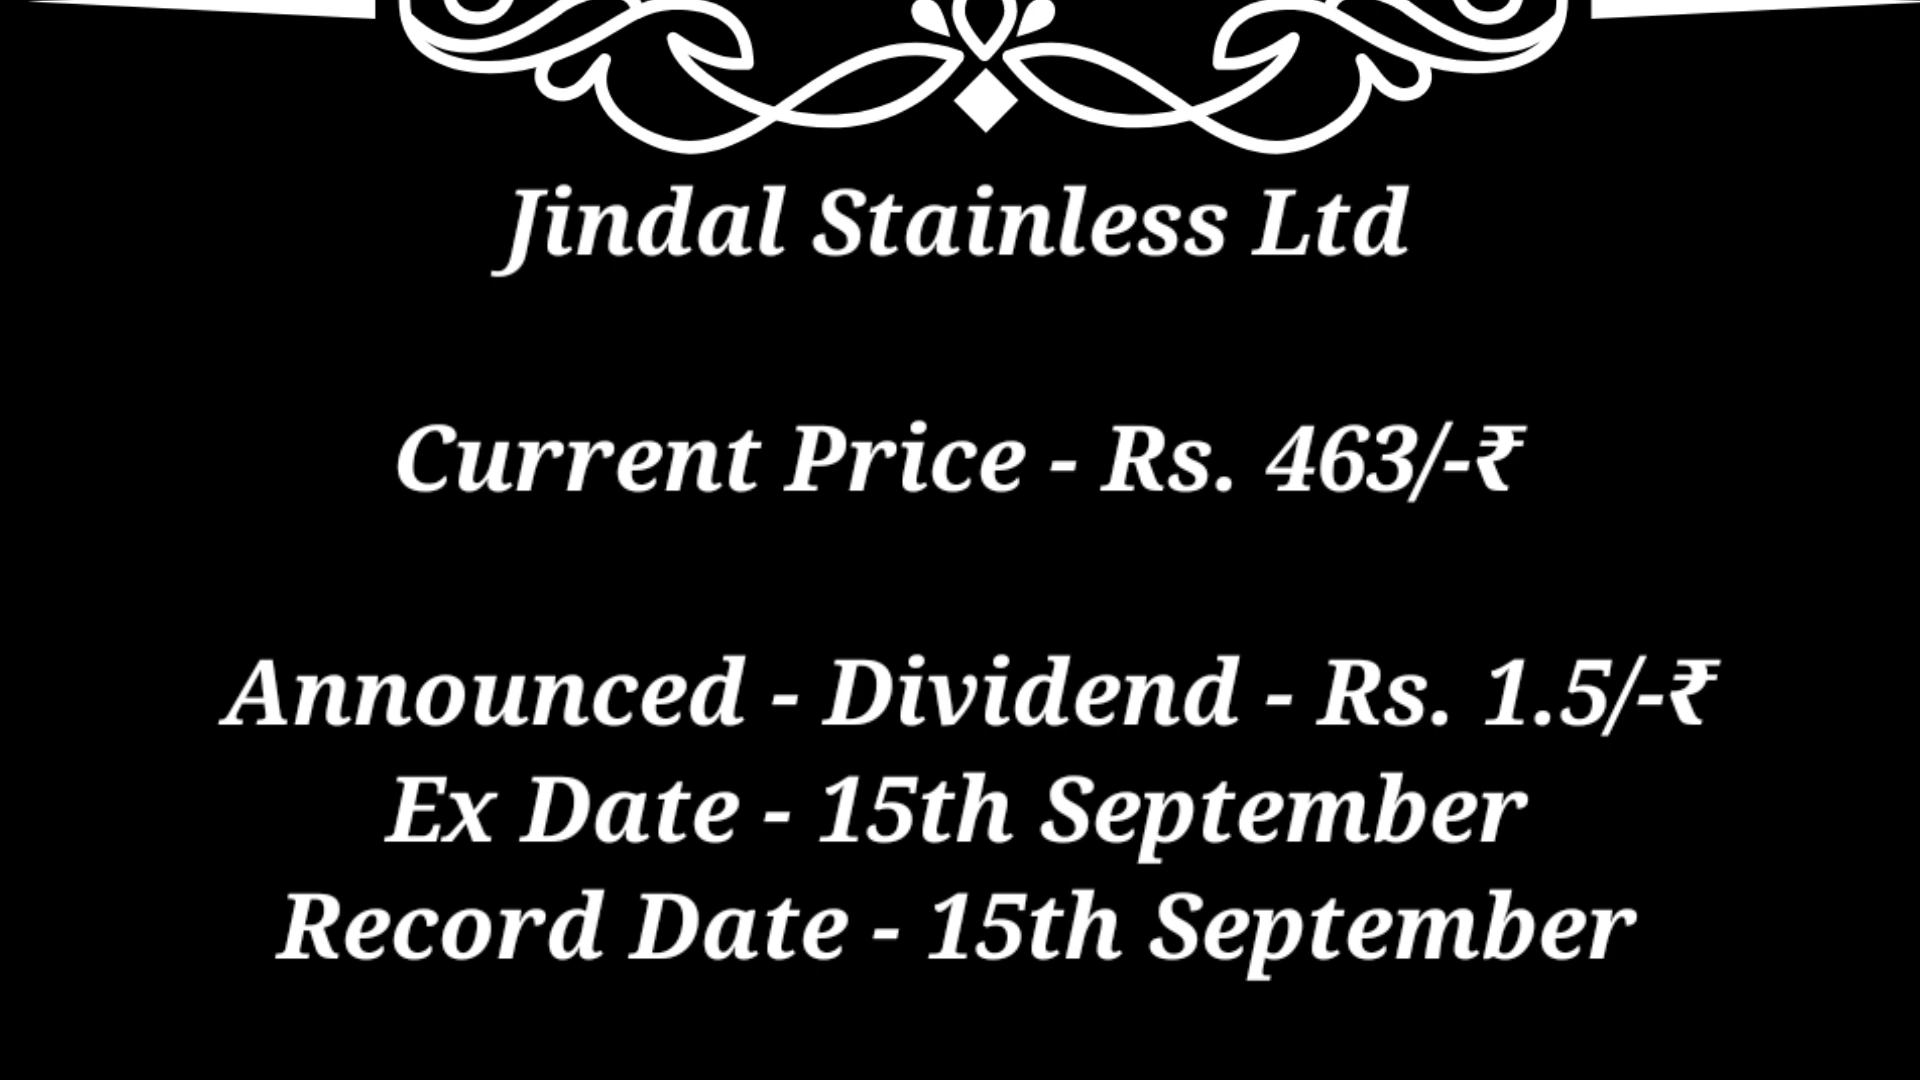 Jindal Stainless Ltd
Current Price - Rs. 463/-₹
Announced - Dividend - Rs. 1.5/-₹
Ex Date - 15th September
Record Date - 15th September